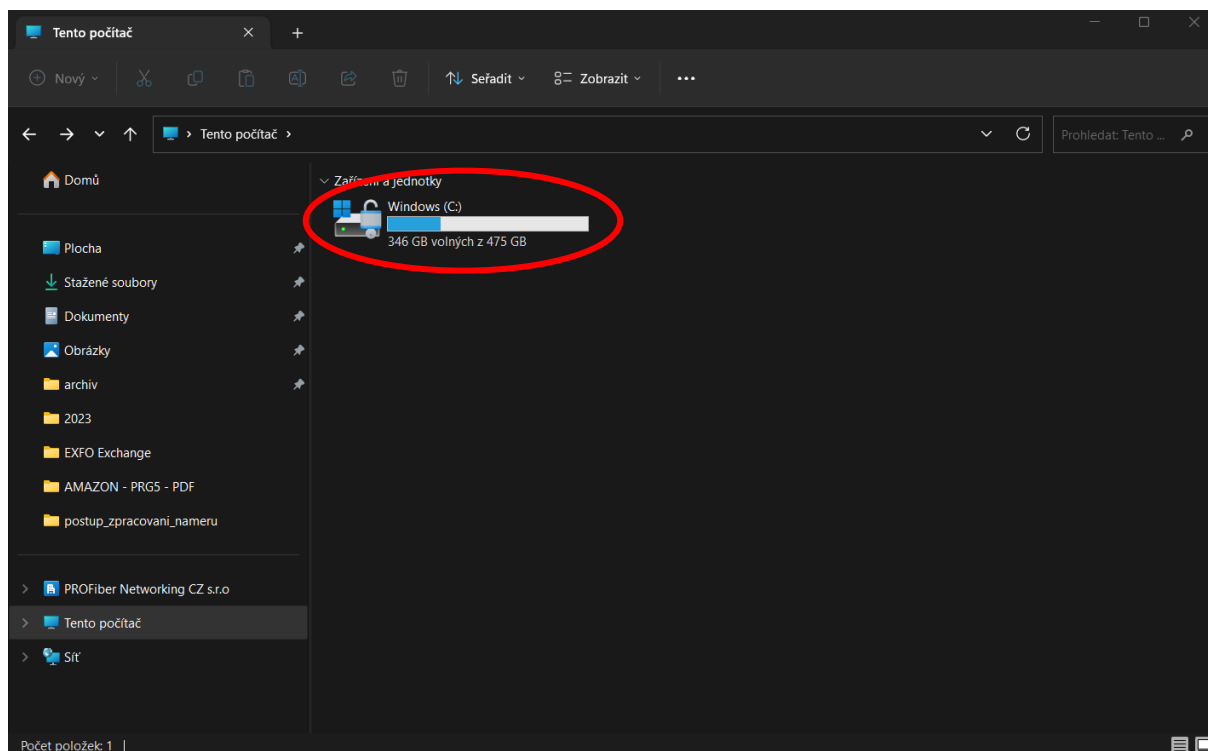 Tento počítač
Nový
Seřadit
Zobrazit
Tento počítač
Prohledat: Tento ...
Domů
Plocha
Stažené soubory
Dokumenty
Obrázky
archiv
2023
EXFO Exchange
AMAZON - PRG5 - PDF
postup_zpracovani_nameru
PROFiber Networking CZ s.r.o
Tento počítač
Síť
Zařízení a jednotky
Windows (C:)
346 GB volných z 475 GB
Počet položek: 1